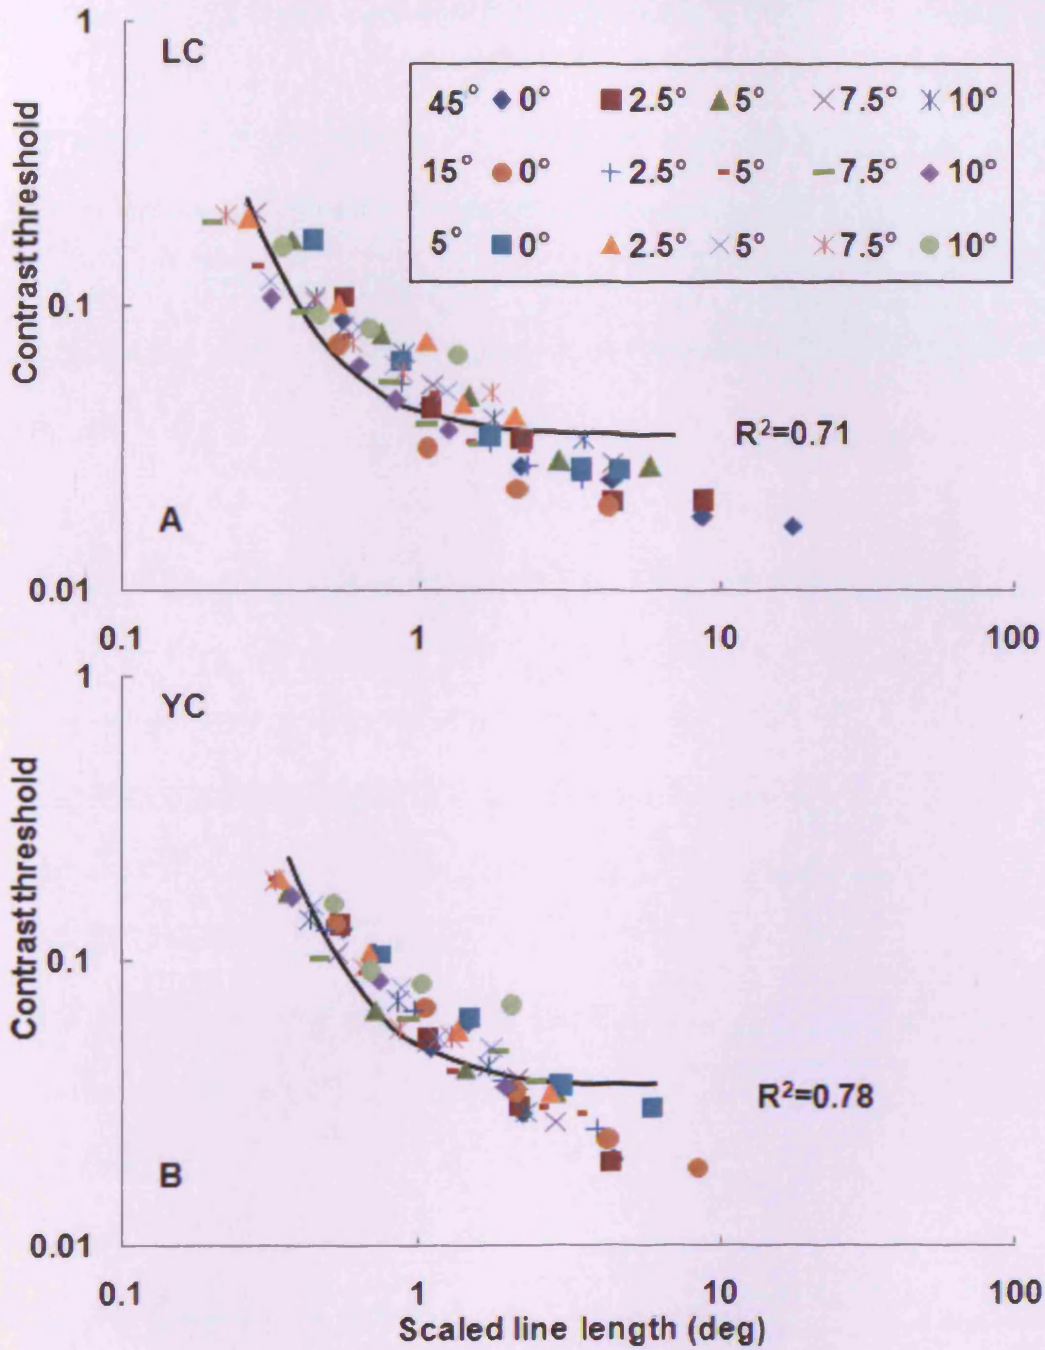 1
LC
45° 0° 2.5° 5° 7.5° 10°
15° 0° 2.5° 5° 7.5° 10°
5° 0° 2.5° 5° 7.5° 10°
Contrast threshold
0.1
R²=0.71
A
0.01
0.1 1 10 100
1
YC
Contrast threshold
0.1
R²=0.78
B
0.01
0.1 1 10 100
Scaled line length (deg)